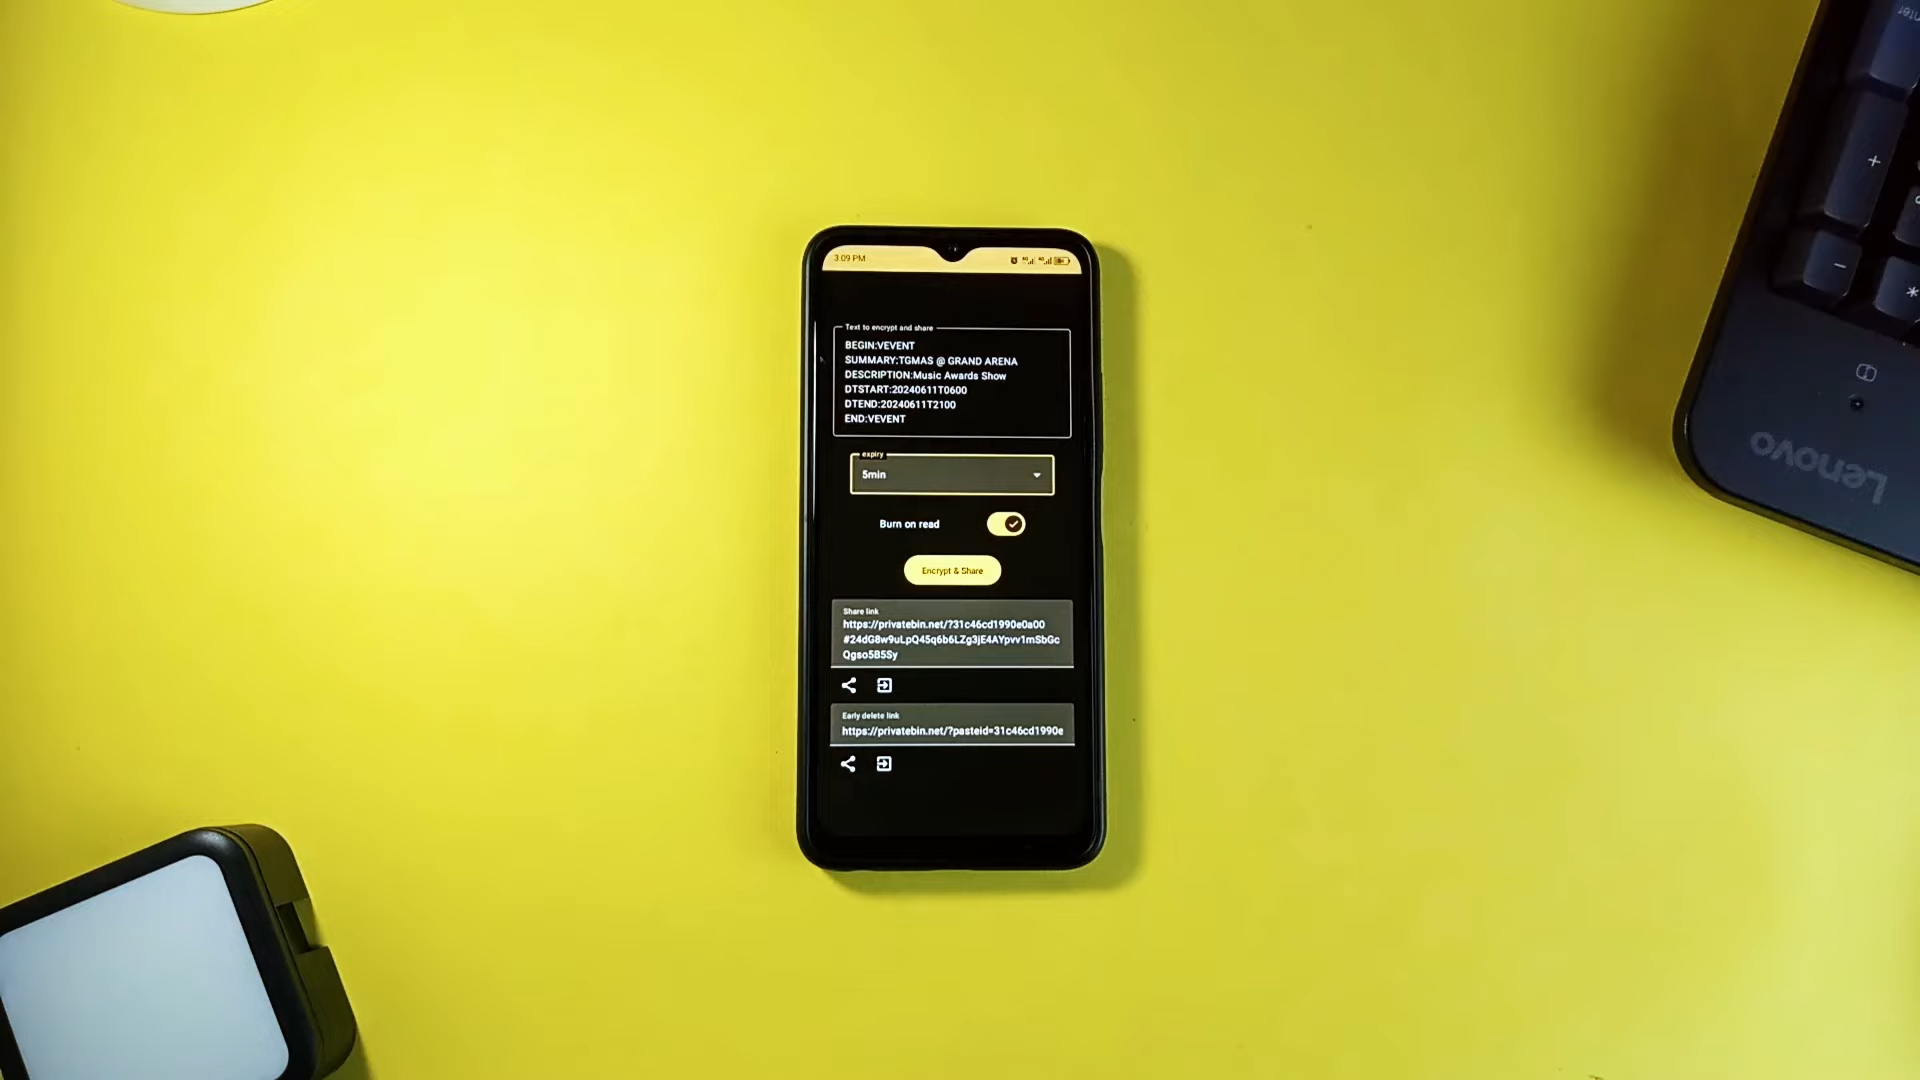 3:09 PM
Text to encrypt and share
BEGIN:VEVENT
SUMMARY:TGMAS @ GRAND ARENA
DESCRIPTION:Music Awards Show
DTSTART:20240611T0600
DTEND:20240611T2100
END:VEVENT
expiry
5min
Burn on read
Encrypt & Share
Share link
https://privatebin.net/?31c46cd1990e0a00
#24dG8w9uLpQ45q6b6LZg3jE4AYpvv1mSbGc
Qgso5B5Sy
Early delete link
https://privatebin.net/?pasteid=31c46cd1990e
+
-
*
Lenovo